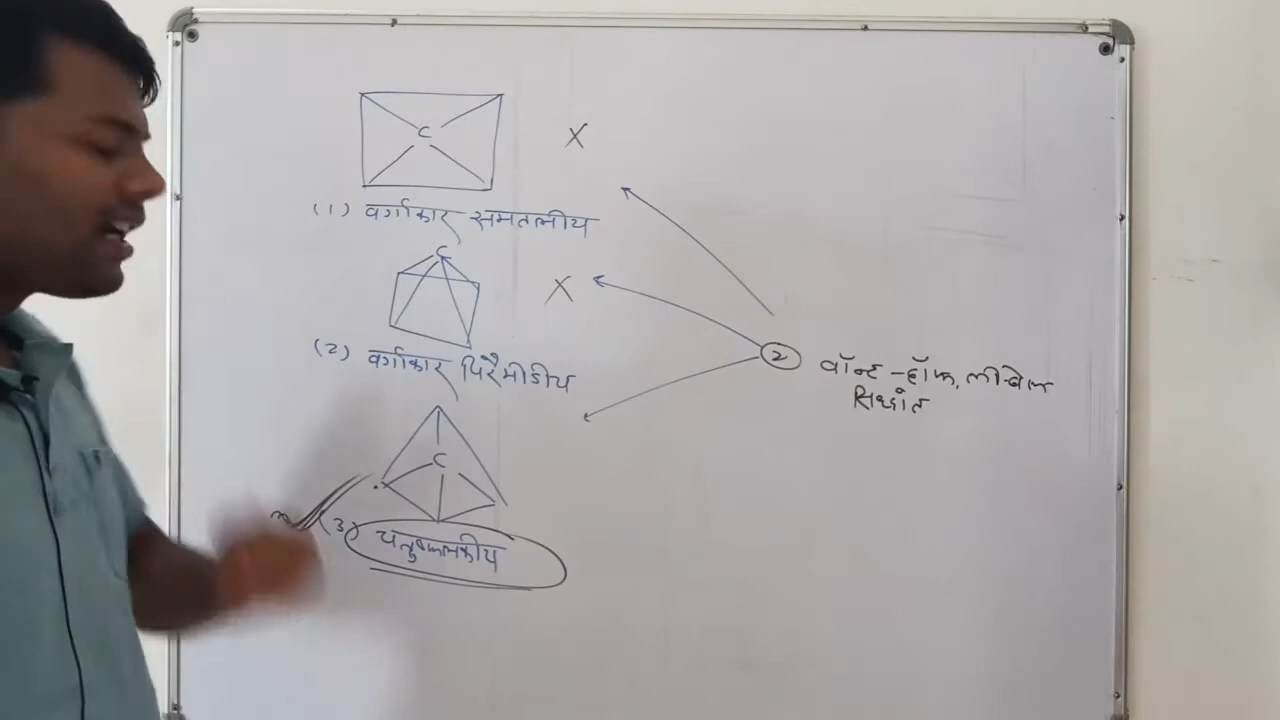 C
X
(1) वर्गाकार समतलीय
C
X
(2) वर्गाकार पिरैमीडीय
C
(3) चतुष्फलकीय
2 वॉन्ट-हॉफ, लीबेल
सिध्दांत